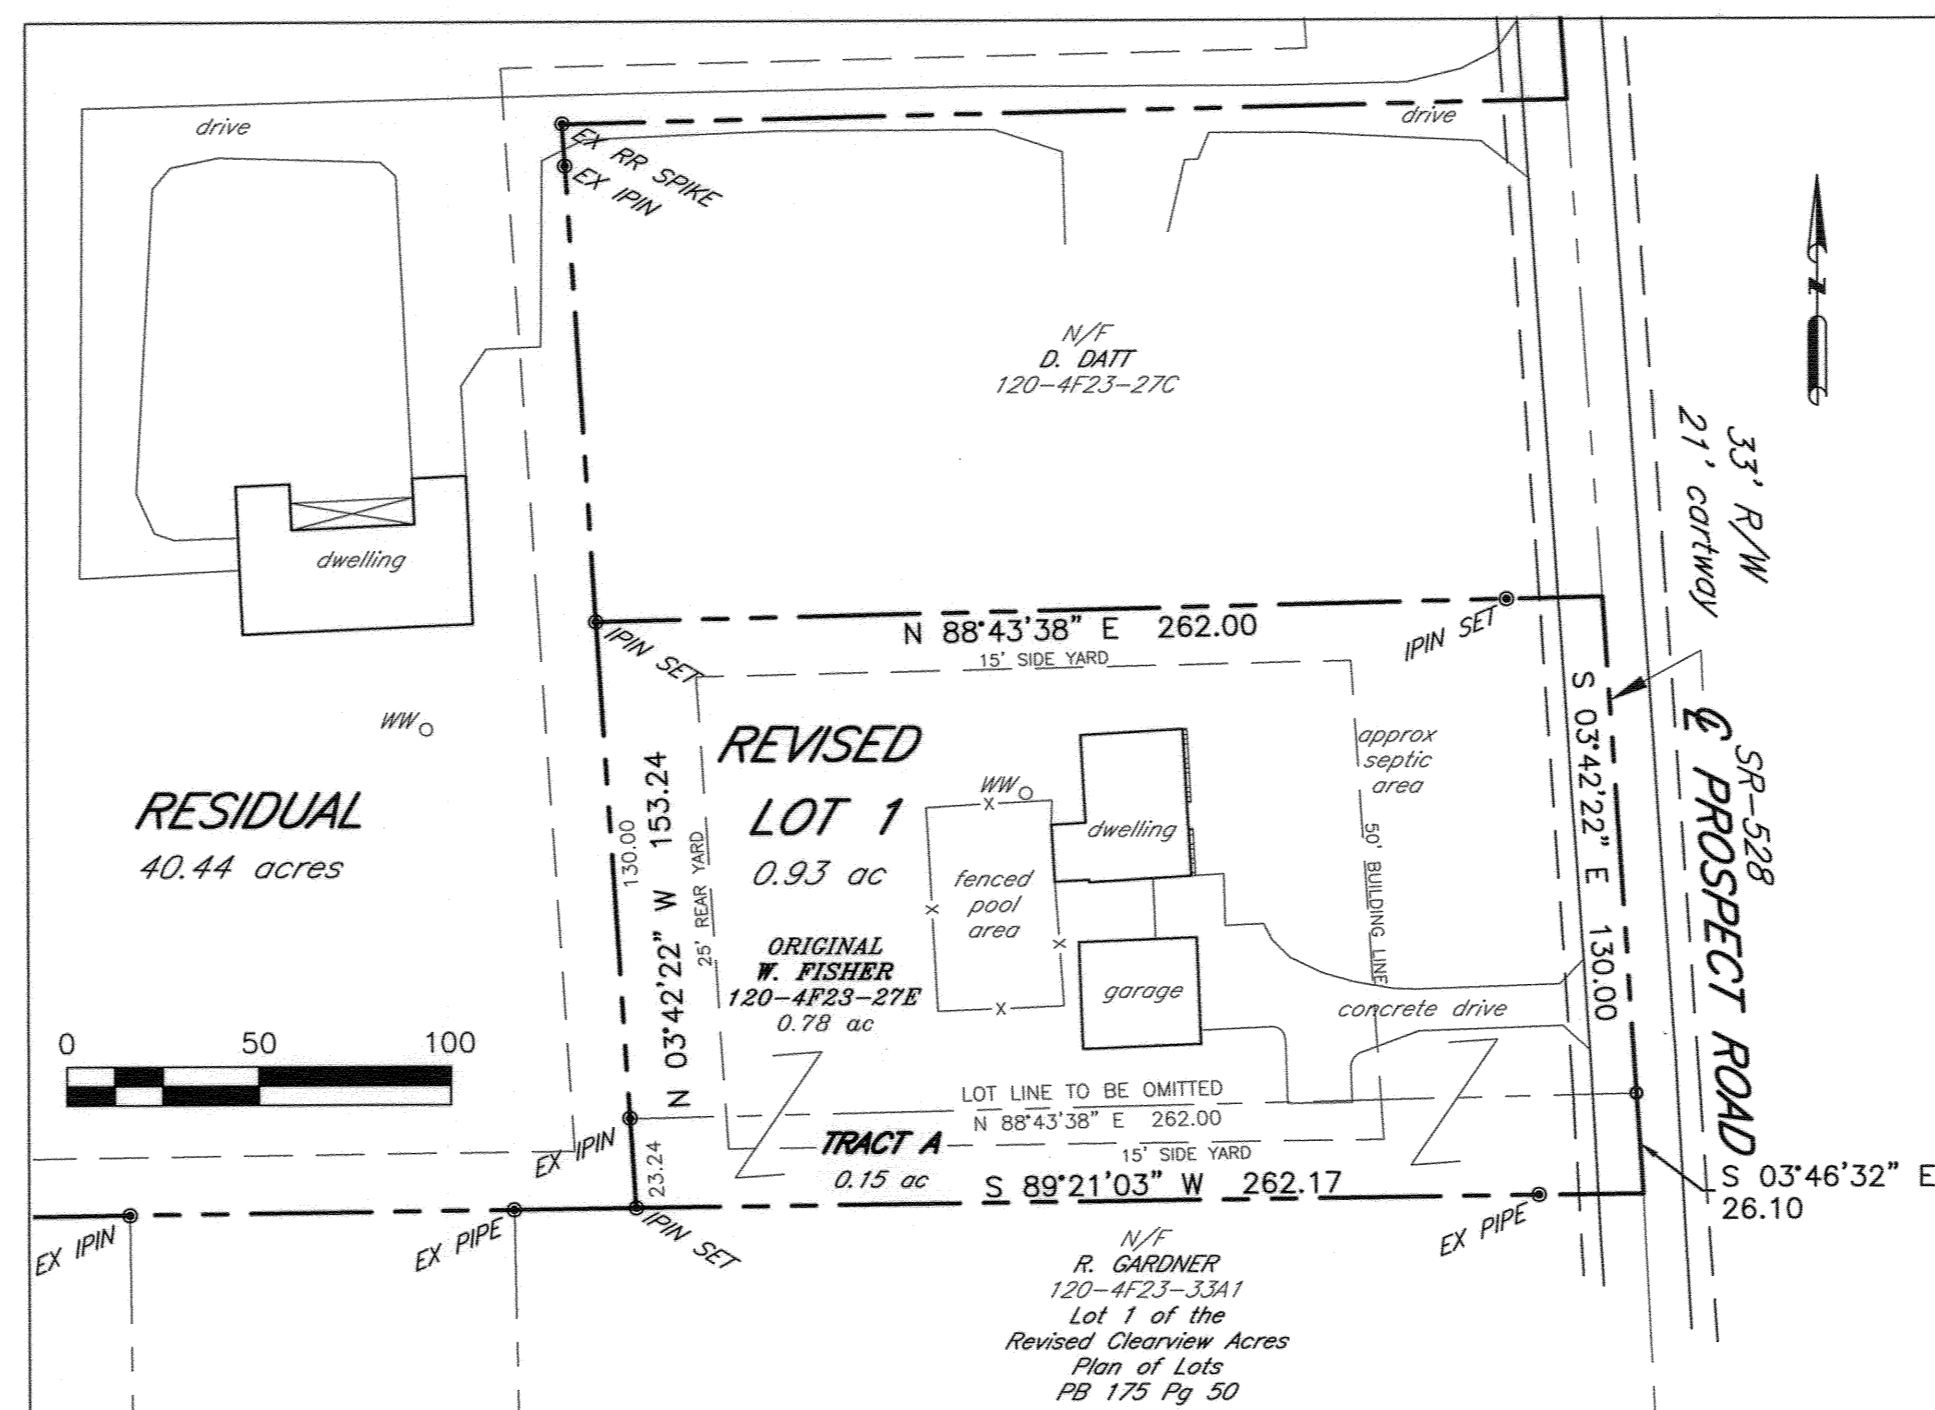 drive
drive
EX RR SPIKE
EX IPIN
N/F
D. DATT
120-4F23-27C
N
33' R/W
21' cartway
dwelling
N 88°43'38" E 262.00
IPIN SET
IPIN SET
15' SIDE YARD
S 03°42'22" E 130.00
SR-528
℄ PROSPECT ROAD
WW
RESIDUAL
40.44 acres
130.00
N 03°42'22" W 153.24
25' REAR YARD
REVISED
LOT 1
0.93 ac
ORIGINAL
W. FISHER
120-4F23-27E
0.78 ac
WW
X
X
X
X
fenced
pool
area
dwelling
garage
approx
septic
area
50' BUILDING LINE
concrete drive
0 50 100
LOT LINE TO BE OMITTED
N 88°43'38" E 262.00
EX IPIN
23.24
TRACT A
0.15 ac
15' SIDE YARD
S 89°21'03" W 262.17
S 03°46'32" E
26.10
EX IPIN
EX PIPE
IPIN SET
EX PIPE
N/F
R. GARDNER
120-4F23-33A1
Lot 1 of the
Revised Clearview Acres
Plan of Lots
PB 175 Pg 50